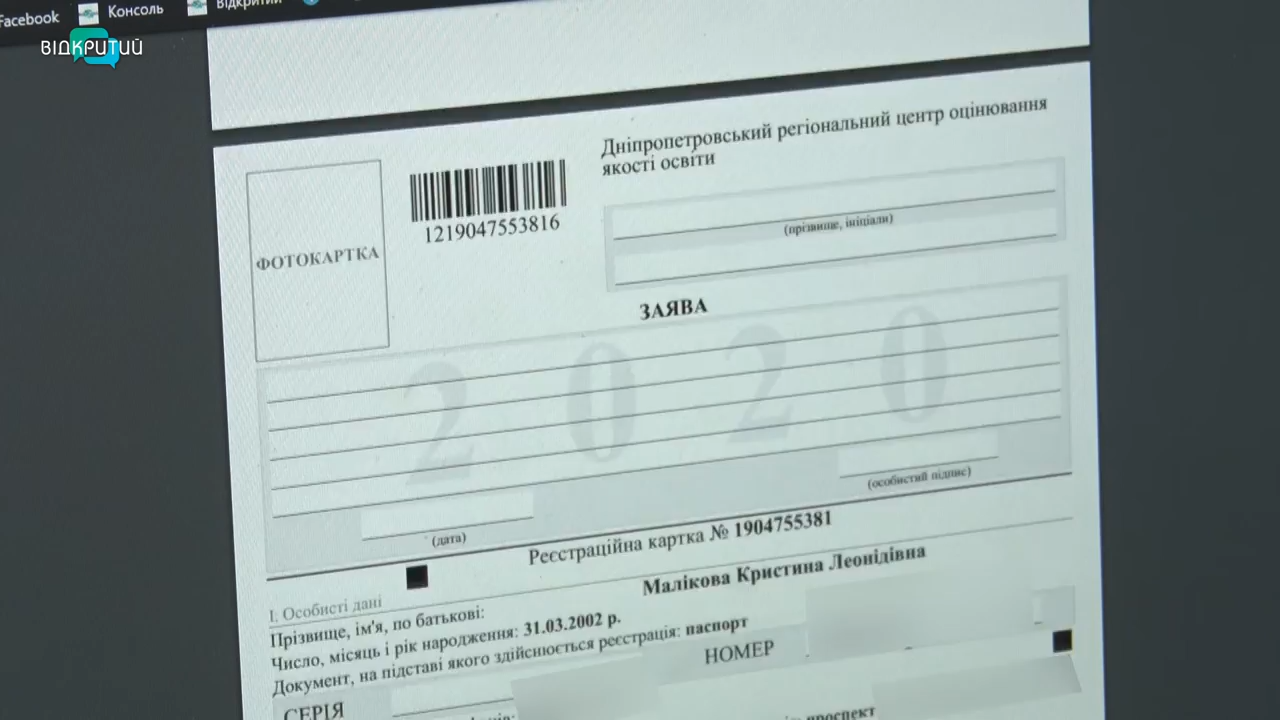 Facebook
Консоль
Відкритий
ВІДКРИТИЙ
Дніпропетровський регіональний центр оцінювання
якості освіти
ФОТОКАРТКА
1219047553816
(прізвище, ініціали)
ЗАЯВА
2020
(особистий підпис)
(дата)
Реєстраційна картка № 1904755381
І. Особисті дані
Прізвище, ім'я, по батькові: Малікова Кристина Леонідівна
Число, місяць і рік народження: 31.03.2002 р.
Документ, на підставі якого здійснюється реєстрація: паспорт
СЕРІЯ НОМЕР
проспект